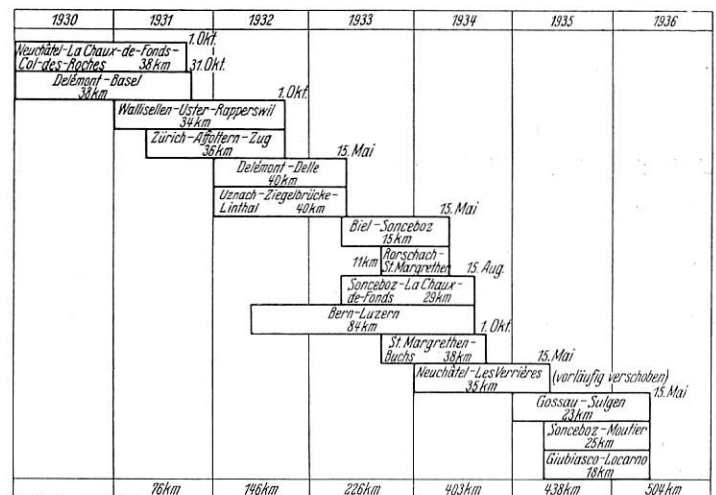 1930 1931 1932 1933 1934 1935 1936
1. Okt.
Neuchâtel-La Chaux-de-Fonds-
Col-des-Roches 38km
31. Okt.
Delémont-Basel
38km
1. Okt.
Wallisellen-Uster-Rapperswil
34km
Zürich-Affoltern-Zug
36km
15. Mai
Delémont-Delle
40km
Uznach-Ziegelbrücke-
Linthal 40km
15. Mai
Biel-Sonceboz
15km
11km Rorschach-
St. Margrethen
15. Aug.
Sonceboz-La Chaux-
de-Fonds 29km
Bern-Luzern
84km
1. Okt.
St. Margrethen-
Buchs 38km
15. Mai
Neuchâtel-Les Verrières (vorläufig verschoben)
35km
15. Mai
Gossau-Sulgen
23km
Sonceboz-Moutier
25km
Giubiasco-Locarno
18km
76km 146km 226km 403km 438km 504km